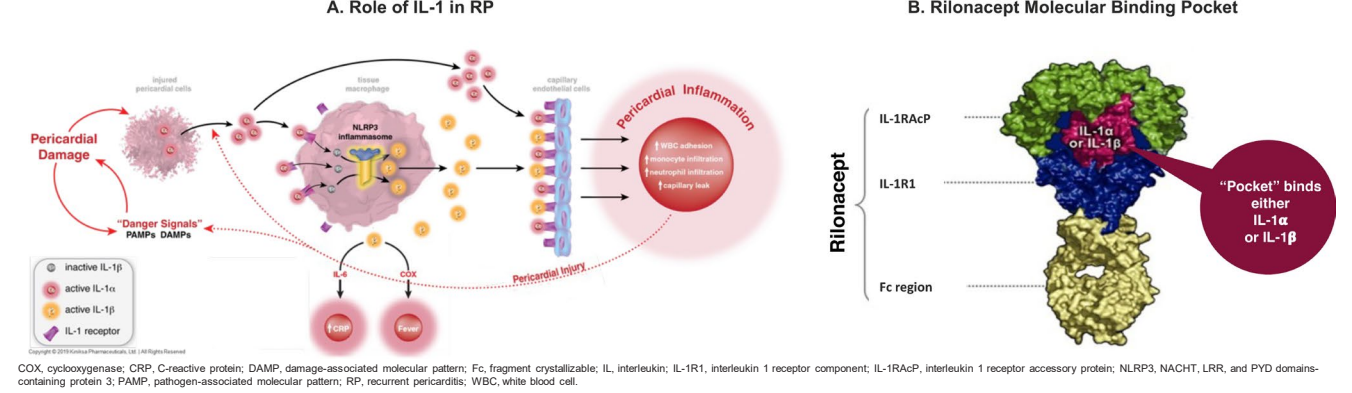 A. Role of IL-1 in RP
injured
pericardial cells
tissue
macrophage
capillary
endothelial cells
Pericardial
Damage
"Danger Signals"
PAMPs DAMPs
NLRP3
inflammasome
Pericardial Inflammation
WBC adhesion
monocyte infiltration
neutrophil infiltration
capillary leak
Pericardial Injury
IL-6
COX
CRP
Fever
inactive IL-1β
active IL-1α
active IL-1β
IL-1 receptor
Copyright © 2019 Kiniksa Pharmaceuticals, Ltd. | All Rights Reserved
B. Rilonacept Molecular Binding Pocket
Rilonacept
IL-1RAcP
IL-1R1
Fc region
IL-1α
or IL-1β
"Pocket" binds
either
IL-1α
or IL-1β
COX, cyclooxygenase; CRP, C-reactive protein; DAMP, damage-associated molecular pattern; Fc, fragment crystallizable; IL, interleukin; IL-1R1, interleukin 1 receptor component; IL-1RAcP, interleukin 1 receptor accessory protein; NLRP3, NACHT, LRR, and PYD domains-
containing protein 3; PAMP, pathogen-associated molecular pattern; RP, recurrent pericarditis; WBC, white blood cell.